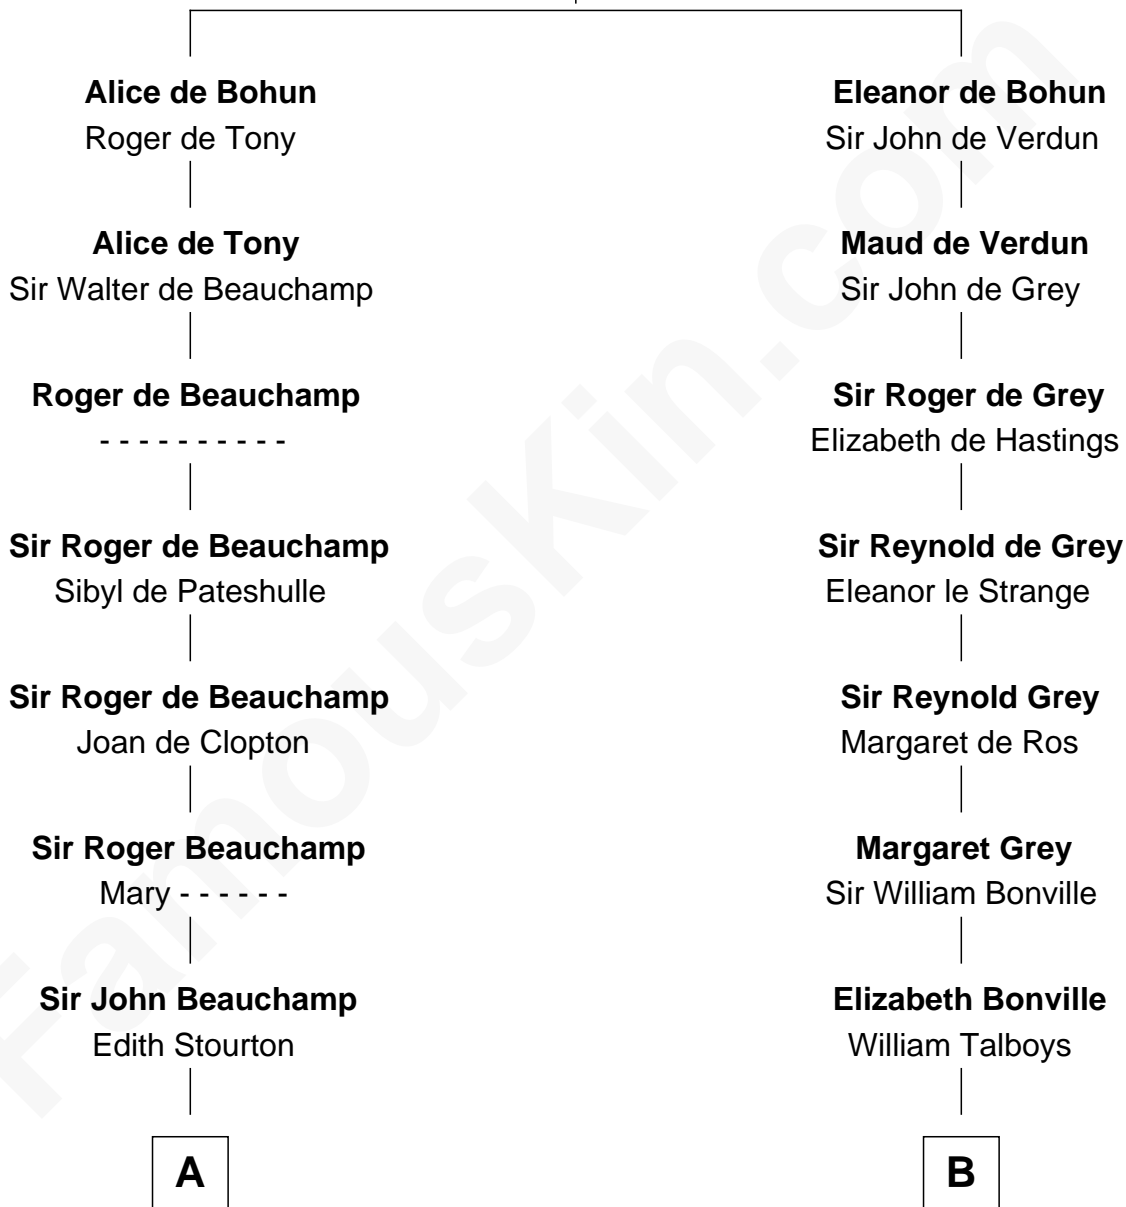 Alice de Bohun
Roger de Tony
Alice de Tony
Sir Walter de Beauchamp
Roger de Beauchamp
- - - - - - - - - -
Sir Roger de Beauchamp
Sibyl de Pateshulle
Sir Roger de Beauchamp
Joan de Clopton
Sir Roger Beauchamp
Mary - - - - - -
Sir John Beauchamp
Edith Stourton
A
Eleanor de Bohun
Sir John de Verdun
Maud de Verdun
Sir John de Grey
Sir Roger de Grey
Elizabeth de Hastings
Sir Reynold de Grey
Eleanor le Strange
Sir Reynold Grey
Margaret de Ros
Margaret Grey
Sir William Bonville
Elizabeth Bonville
William Talboys
B
FamousKin.com